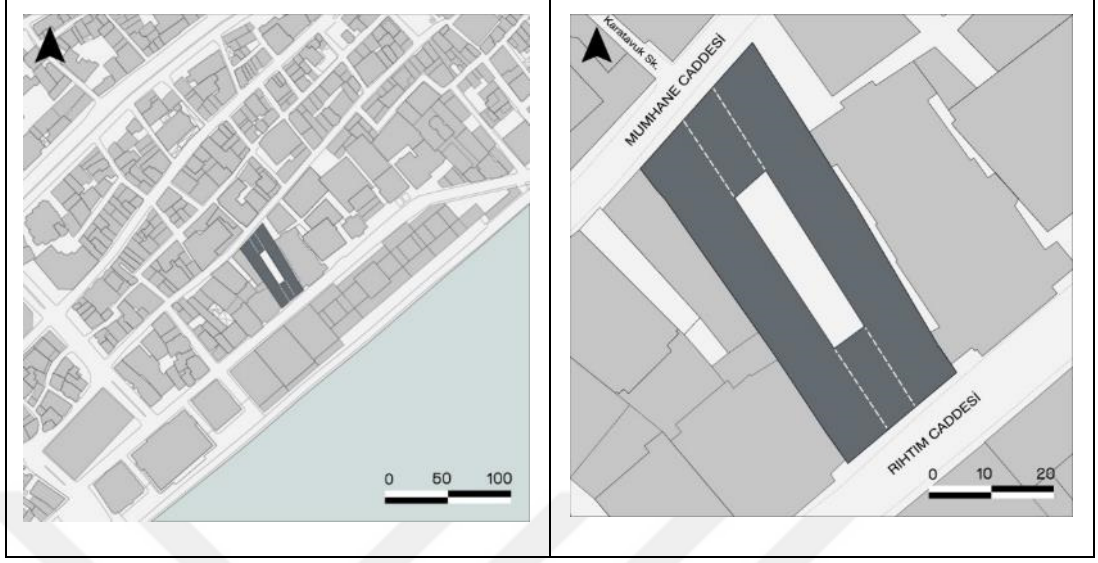 0 50 100
Karatavuk Sk.
MUMHANE CADDESİ
RIHTIM CADDESİ
0 10 20